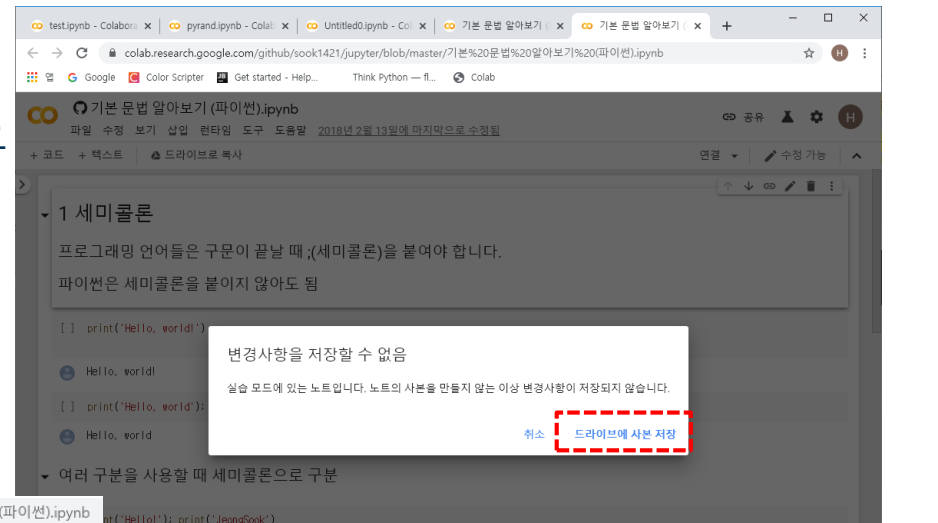 test.ipynb - Colabora
pyrand.ipynb - Colab
Untitled0.ipynb - Col
기본 문법 알아보기 (
기본 문법 알아보기 (
colab.research.google.com/github/sook1421/jupyter/blob/master/기본%20문법%20알아보기%20(파이썬).ipynb
H
앱 Google Color Scripter Get started - Help... Think Python — fl... Colab
기본 문법 알아보기 (파이썬).ipynb
파일 수정 보기 삽입 런타임 도구 도움말 2018년 2월 13일에 마지막으로 수정됨
공유 H
+ 코드 + 텍스트 드라이브로 복사 연결 수정 가능
1 세미콜론
프로그래밍 언어들은 구문이 끝날 때 ;(세미콜론)을 붙여야 합니다.
파이썬은 세미콜론을 붙이지 않아도 됨
[ ] print('Hello, world!')
Hello, world!
[ ] print('Hello, world');
Hello, world
변경사항을 저장할 수 없음
실습 모드에 있는 노트입니다. 노트의 사본을 만들지 않는 이상 변경사항이 저장되지 않습니다.
취소 드라이브에 사본 저장
여러 구분을 사용할 때 세미콜론으로 구분
(파이썬).ipynb
nt('Hello!'); print('JeongSook')